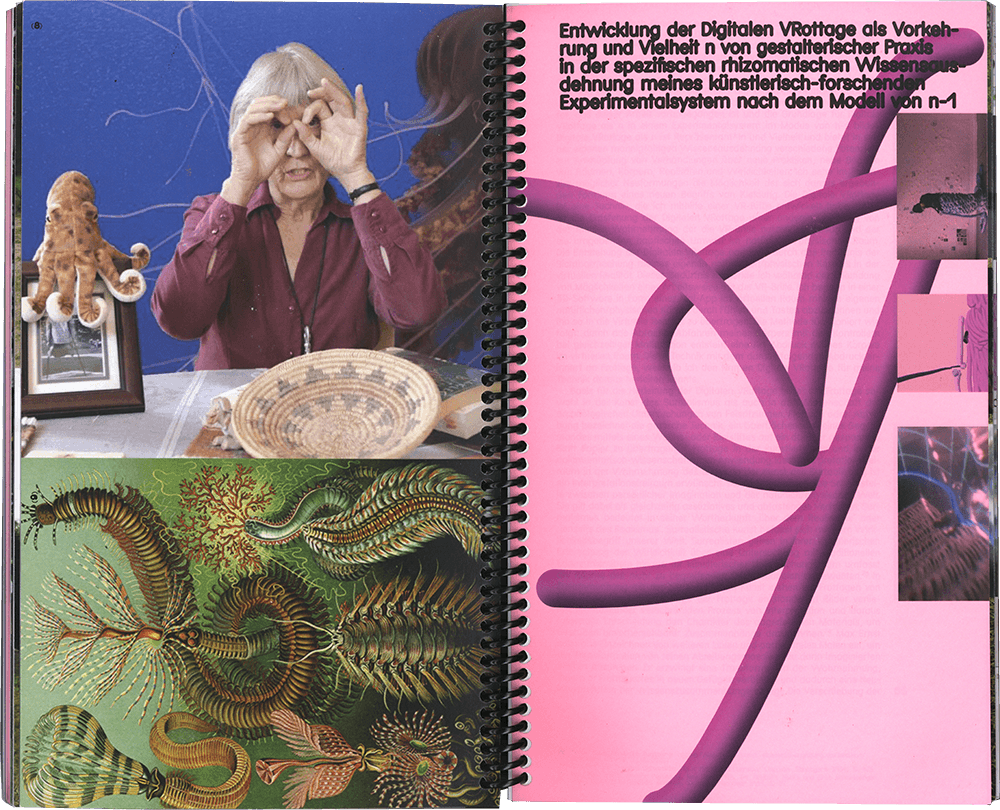 (8)
Entwicklung der Digitalen VRottage als Vorkeh-
rung und Vielheit n von gestalterischer Praxis
in der spezifischen rhizomatischen Wissensaus-
dehnung meines künstlerisch-forschenden
Experimentalsystem nach dem Modell von n-1
(8)